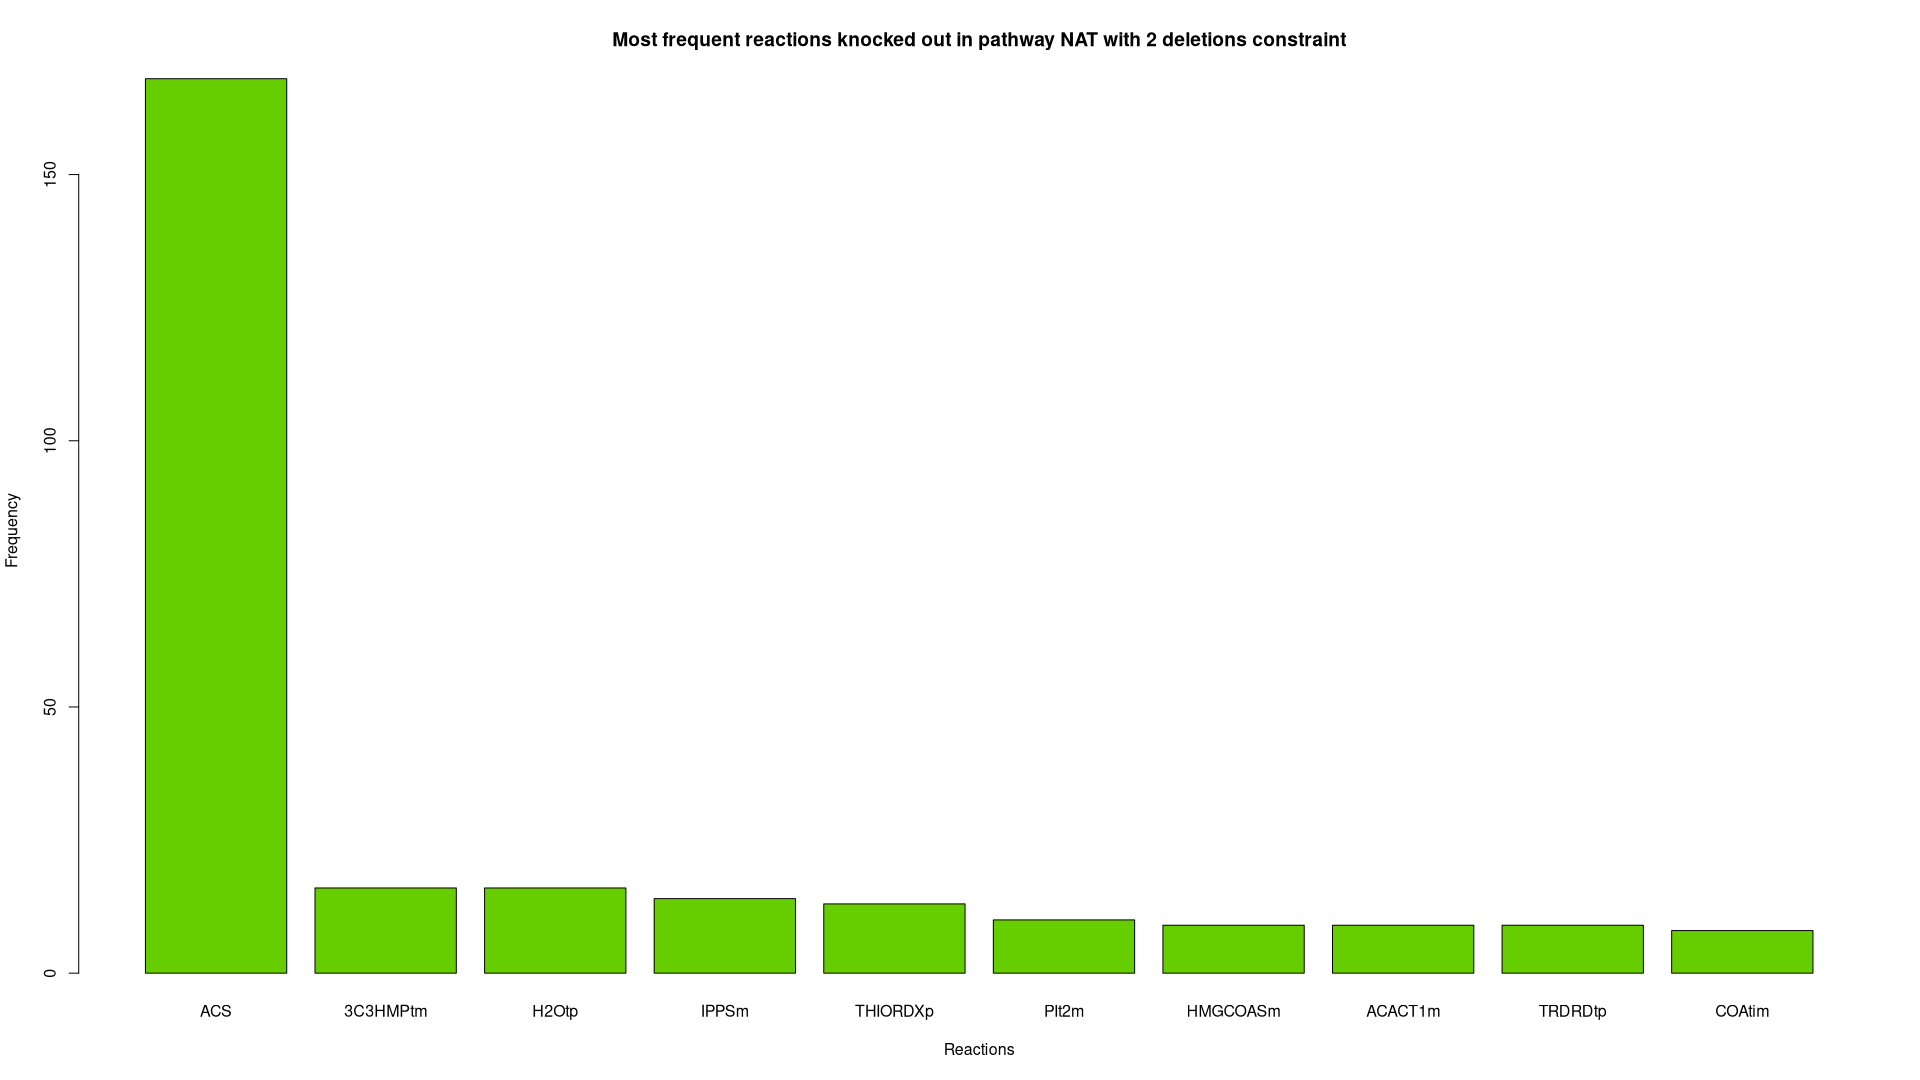 Most frequent reactions knocked out in pathway NAT with 2 deletions constraint
150
100
50
0
Frequency
ACS 3C3HMPtm H2Otp IPPSm THIORDXp PIt2m HMGCOASm ACACT1m TRDRDtp COAtim
Reactions